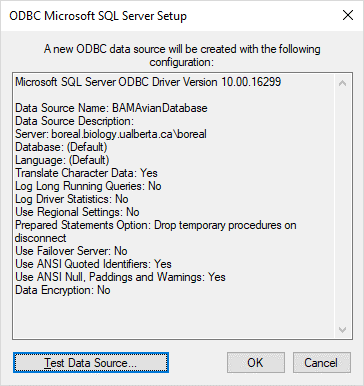 ODBC Microsoft SQL Server Setup
A new ODBC data source will be created with the following
configuration:
Microsoft SQL Server ODBC Driver Version 10.00.16299
Data Source Name: BAMAvianDatabase
Data Source Description:
Server: boreal.biology.ualberta.ca\boreal
Database: (Default)
Language: (Default)
Translate Character Data: Yes
Log Long Running Queries: No
Log Driver Statistics: No
Use Regional Settings: No
Prepared Statements Option: Drop temporary procedures on
disconnect
Use Failover Server: No
Use ANSI Quoted Identifiers: Yes
Use ANSI Null, Paddings and Warnings: Yes
Data Encryption: No
Test Data Source...
OK
Cancel